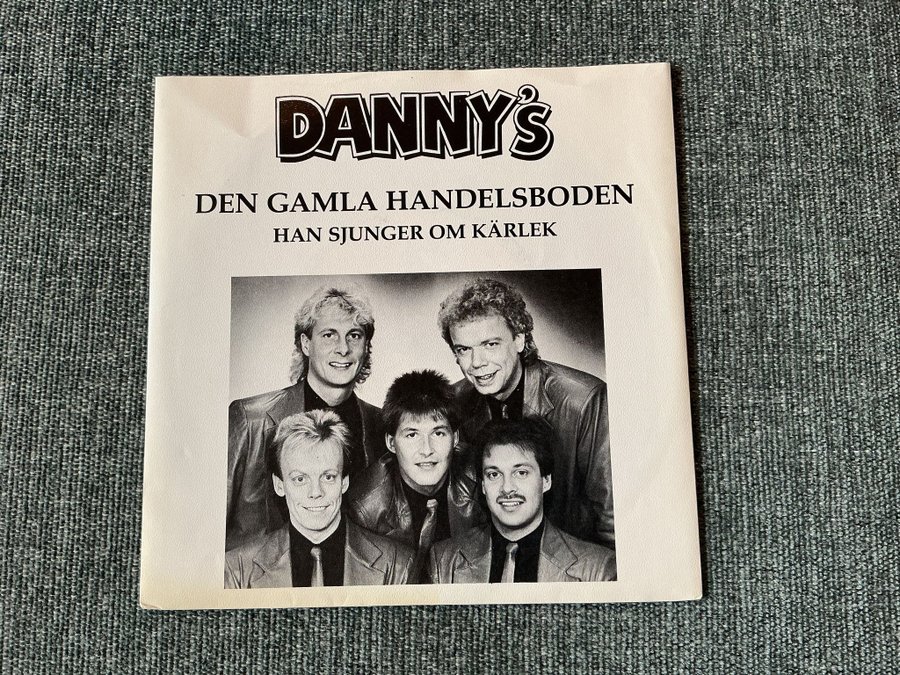 DANNY's
DEN GAMLA HANDELSBODEN
HAN SJUNGER OM KÄRLEK